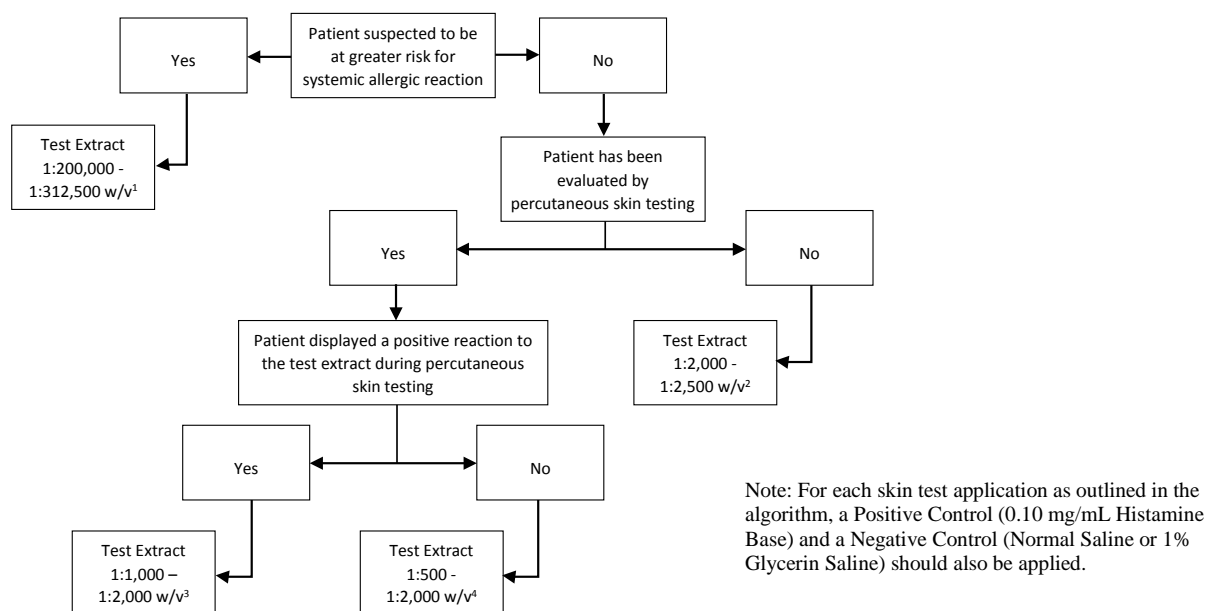 Patient suspected to be
at greater risk for
systemic allergic reaction
Yes
No
Test Extract
1:200,000 -
1:312,500 w/v¹
Patient has been
evaluated by
percutaneous skin testing
Yes
No
Patient displayed a positive reaction to
the test extract during percutaneous
skin testing
Test Extract
1:2,000 -
1:2,500 w/v²
Yes
No
Test Extract
1:1,000 –
1:2,000 w/v³
Test Extract
1:500 -
1:2,000 w/v⁴
Note: For each skin test application as outlined in the
algorithm, a Positive Control (0.10 mg/mL Histamine
Base) and a Negative Control (Normal Saline or 1%
Glycerin Saline) should also be applied.